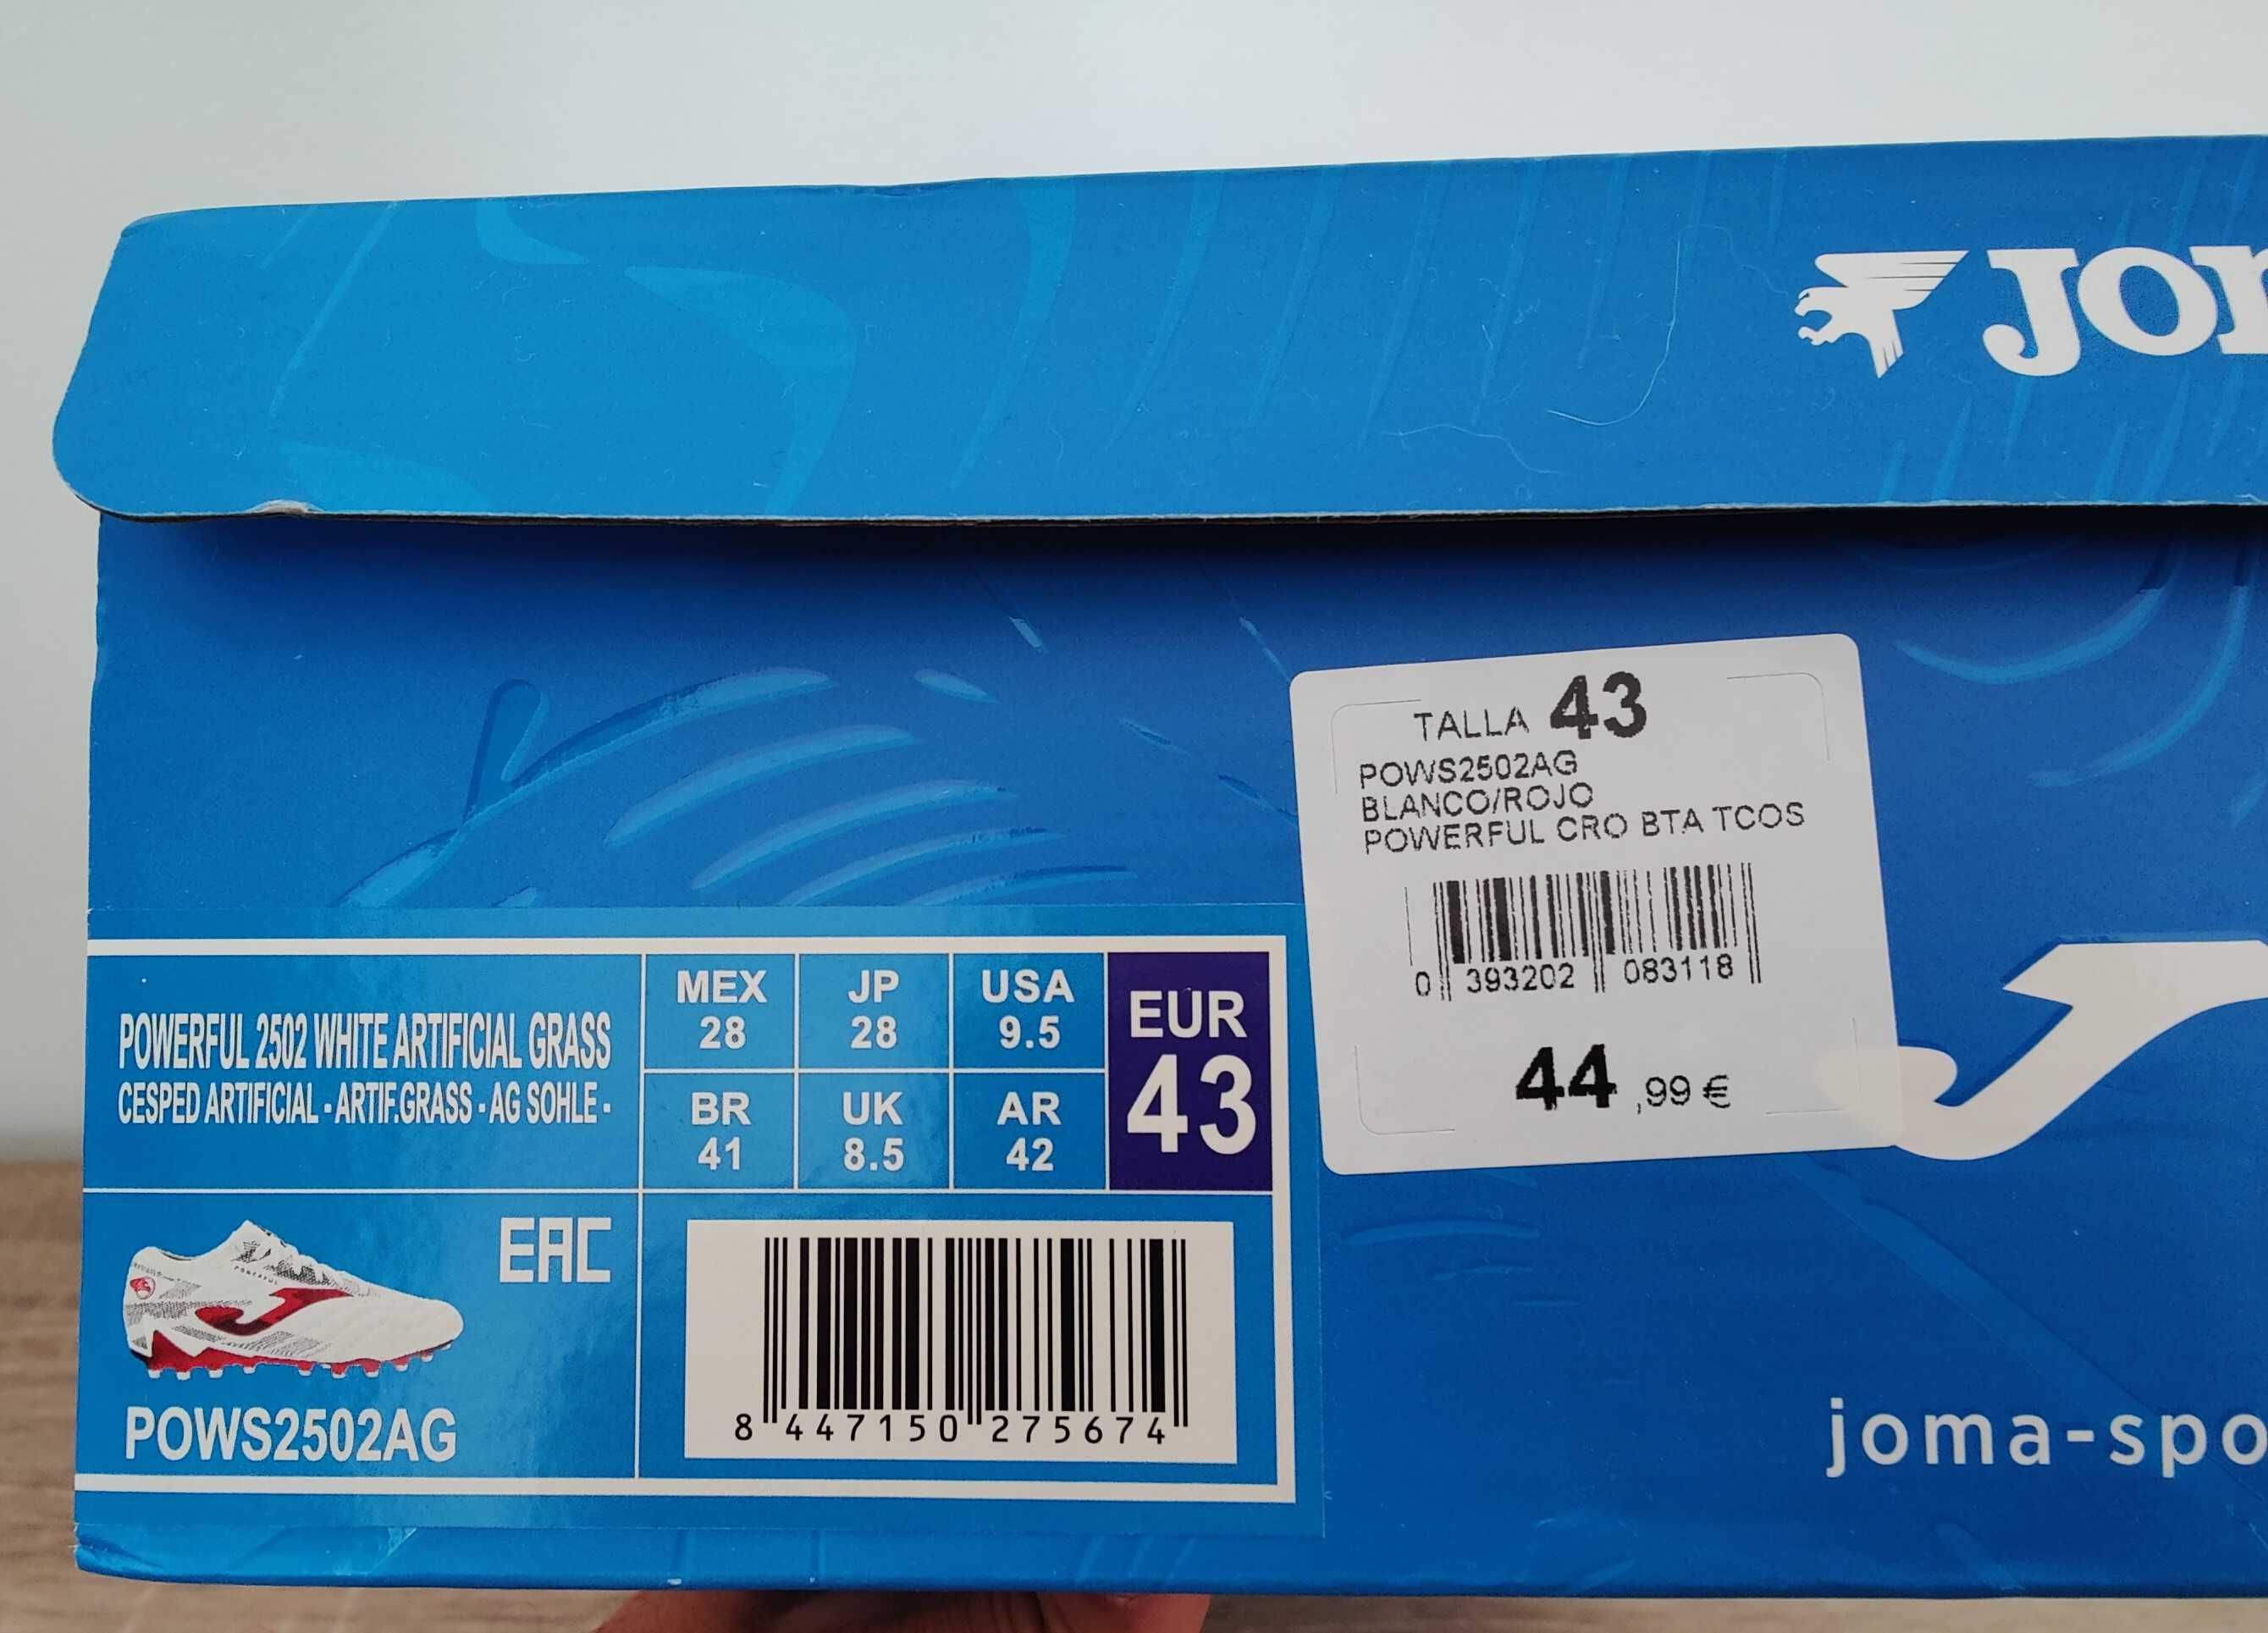 TALLA 43
POWS2502AG
BLANCO/ROJO
POWERFUL CRO BTA TCOS
0 393202 083118
44 ,99 €
POWERFUL 2502 WHITE ARTIFICIAL GRASS
CESPED ARTIFICIAL - ARTIF.GRASS - AG SOHLE -
MEX
28
JP
28
USA
9.5
BR
41
UK
8.5
AR
42
EUR
43
EAC
POWERFUL
POWS2502AG
8 447150 275674
joma-spo